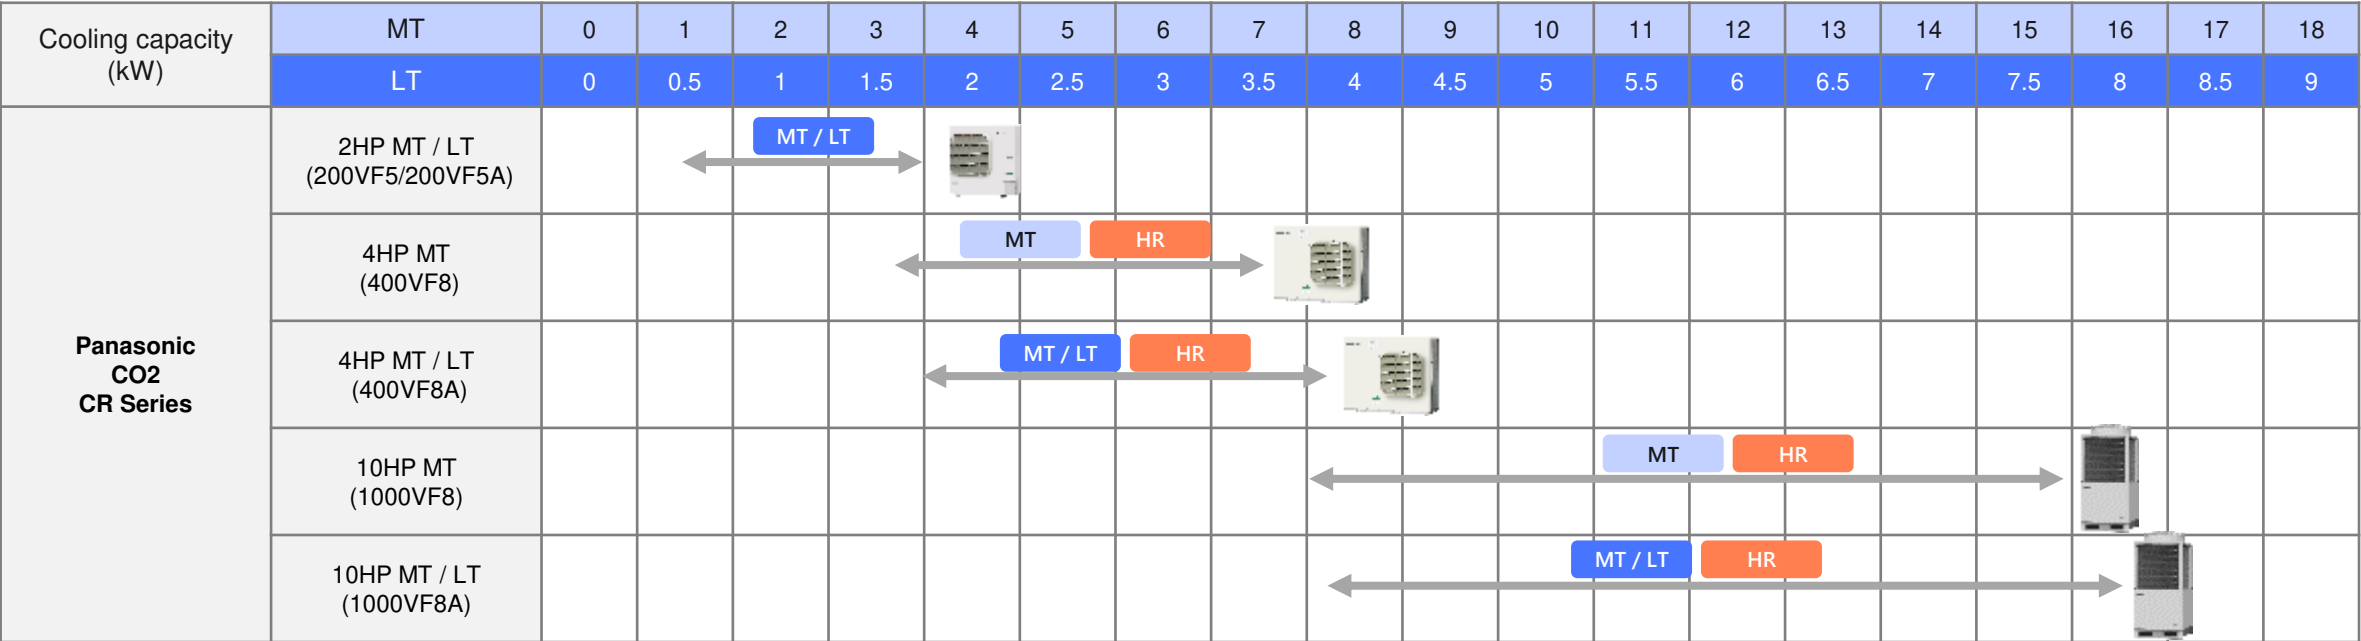 Cooling capacity
(kW)
MT 0 1 2 3 4 5 6 7 8 9 10 11 12 13 14 15 16 17 18
LT 0 0.5 1 1.5 2 2.5 3 3.5 4 4.5 5 5.5 6 6.5 7 7.5 8 8.5 9
Panasonic
CO2
CR Series
2HP MT / LT
(200VF5/200VF5A)
MT / LT
4HP MT
(400VF8)
MT HR
4HP MT / LT
(400VF8A)
MT / LT HR
10HP MT
(1000VF8)
MT HR
10HP MT / LT
(1000VF8A)
MT / LT HR